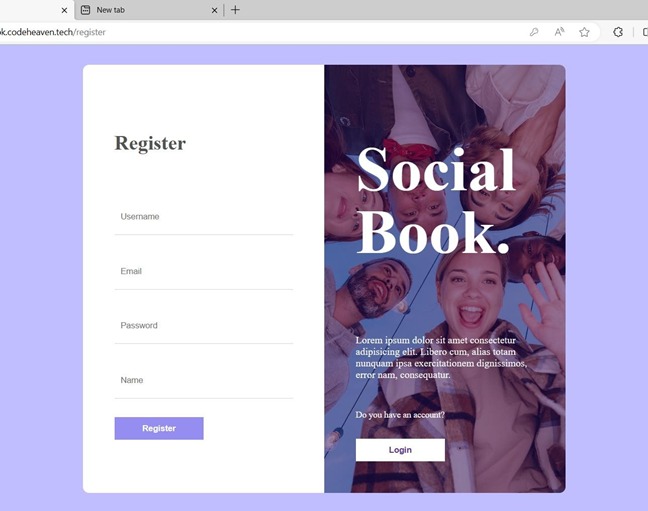 New tab
ok.codeheaven.tech/register
Register
Username
Email
Password
Name
Register
Social
Book.
Lorem ipsum dolor sit amet consectetur
adipisicing elit. Libero cum, alias totam
nunquam ipsa exercitationem dignissimos,
error nam, consequatur.
Do you have an account?
Login